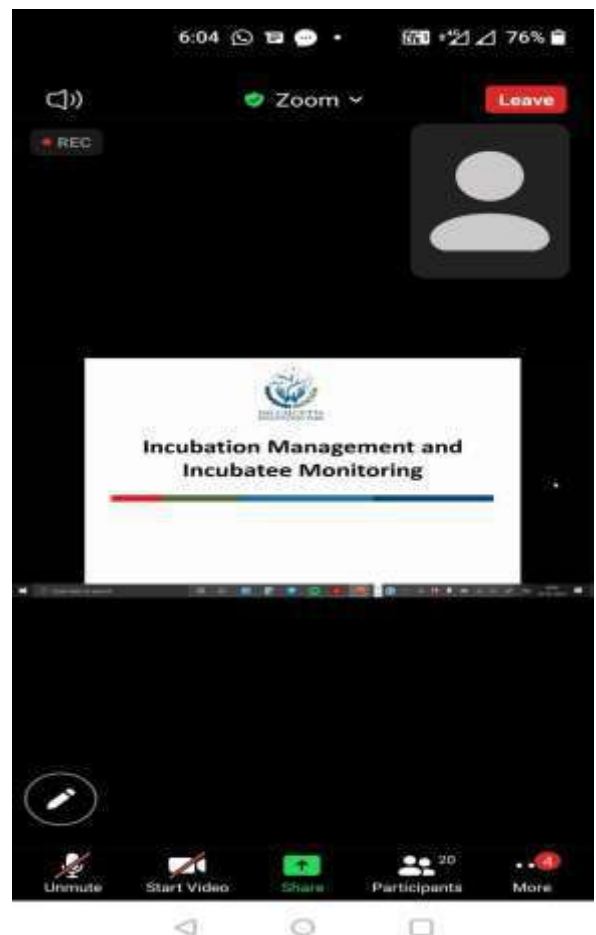 6:04
76%
Zoom
Leave
REC
Incubation Management and
Incubatee Monitoring
20
4
Unmute
Start Video
Share
Participants
More